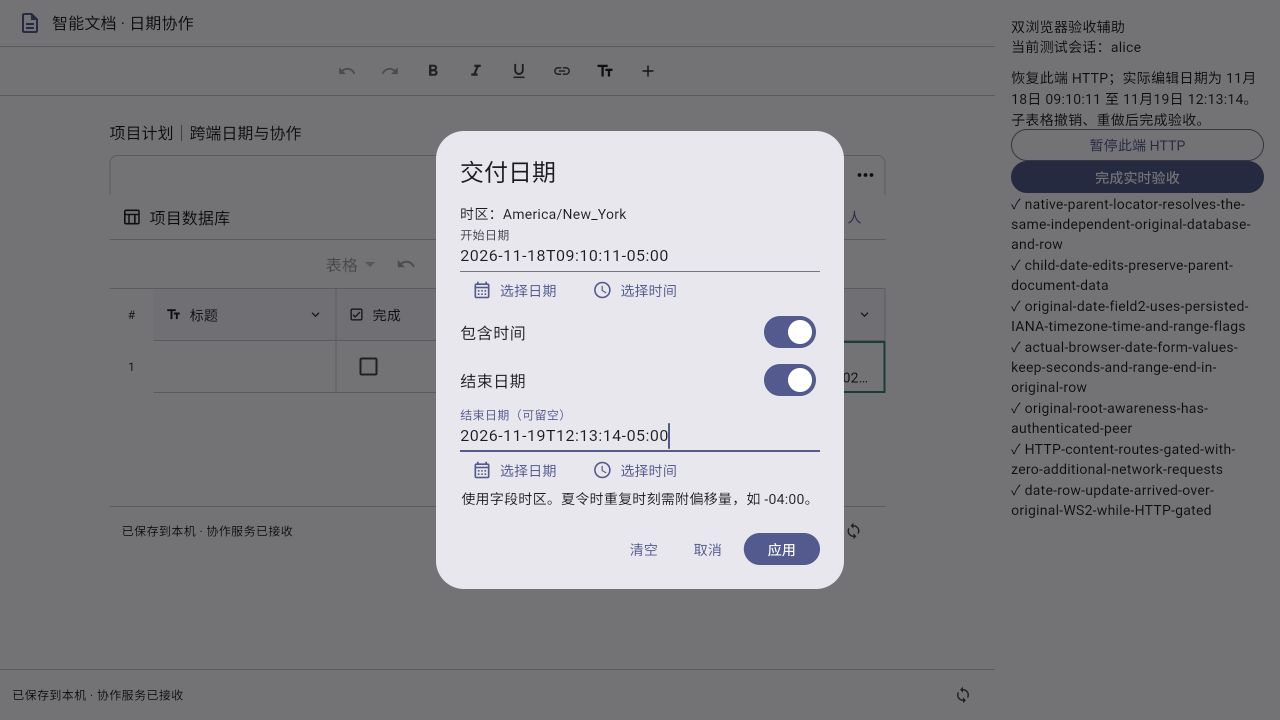 智能文档 · 日期协作
B I U Tт +
项目计划｜跨端日期与协作
项目数据库
人
表格
#
Tт 标题
完成
1
02…
已保存到本机 · 协作服务已接收
已保存到本机 · 协作服务已接收
交付日期
时区：America/New_York
开始日期
2026-11-18T09:10:11-05:00
选择日期 选择时间
包含时间
结束日期
结束日期（可留空）
2026-11-19T12:13:14-05:00
选择日期 选择时间
使用字段时区。夏令时重复时刻需附偏移量，如 -04:00。
清空 取消 应用
双浏览器验收辅助
当前测试会话：alice
恢复此端 HTTP；实际编辑日期为 11月
18日 09:10:11 至 11月19日 12:13:14。
子表格撤销、重做后完成验收。
暂停此端 HTTP
完成实时验收
✓ native-parent-locator-resolves-the-
same-independent-original-database-
and-row
✓ child-date-edits-preserve-parent-
document-data
✓ original-date-field2-uses-persisted-
IANA-timezone-time-and-range-flags
✓ actual-browser-date-form-values-
keep-seconds-and-range-end-in-
original-row
✓ original-root-awareness-has-
authenticated-peer
✓ HTTP-content-routes-gated-with-
zero-additional-network-requests
✓ date-row-update-arrived-over-
original-WS2-while-HTTP-gated